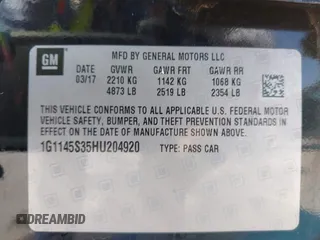 GM
MFD BY GENERAL MOTORS LLC
DATE GVWR GAWR FRT GAWR RR
03/17 2210 KG 1142 KG 1068 KG
4873 LB 2519 LB 2354 LB
THIS VEHICLE CONFORMS TO ALL APPLICABLE U.S. FEDERAL MOTOR
VEHICLE SAFETY, BUMPER, AND THEFT PREVENTION STANDARDS IN
EFFECT ON THE DATE OF MANUFACTURE SHOWN ABOVE.
1G1145S35HU204920 TYPE: PASS CAR
DREAMBID